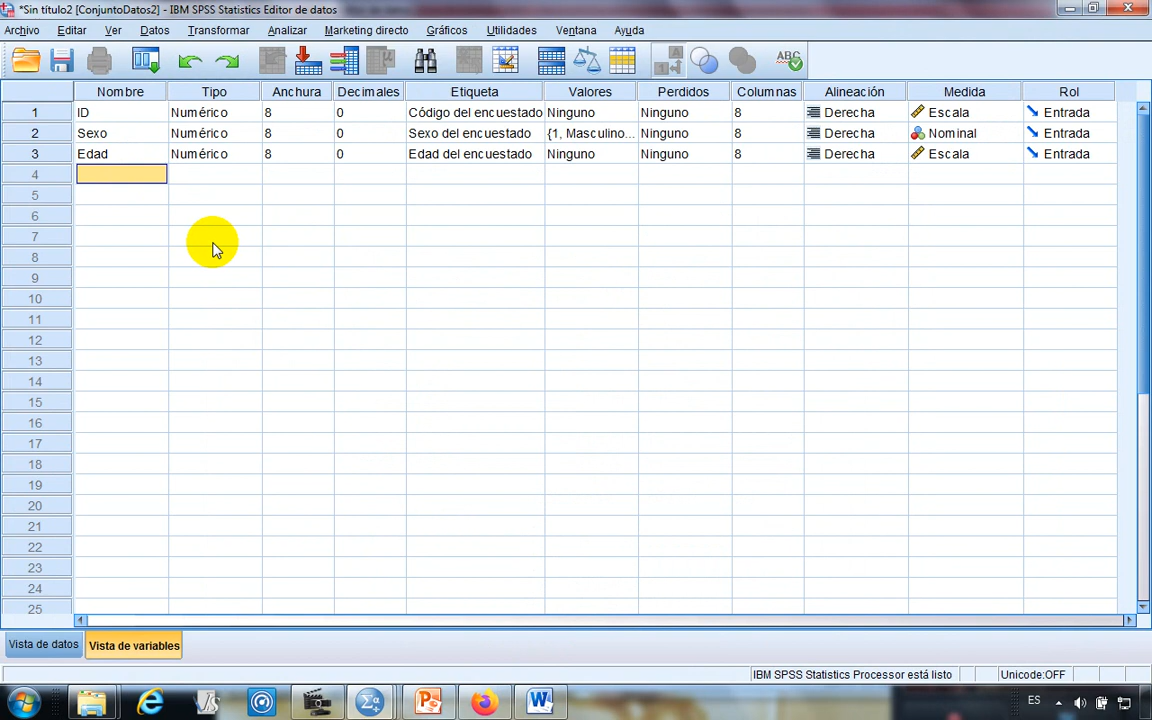 *Sin título2 [ConjuntoDatos2] - IBM SPSS Statistics Editor de datos
Archivo Editar Ver Datos Transformar Analizar Marketing directo Gráficos Utilidades Ventana Ayuda
Nombre Tipo Anchura Decimales Etiqueta Valores Perdidos Columnas Alineación Medida Rol
1 ID Numérico 8 0 Código del encuestado Ninguno Ninguno 8 Derecha Escala Entrada
2 Sexo Numérico 8 0 Sexo del encuestado {1, Masculino... Ninguno 8 Derecha Nominal Entrada
3 Edad Numérico 8 0 Edad del encuestado Ninguno Ninguno 8 Derecha Escala Entrada
4
5
6
7
8
9
10
11
12
13
14
15
16
17
18
19
20
21
22
23
24
25
Vista de datos Vista de variables
IBM SPSS Statistics Processor está listo Unicode:OFF
ES